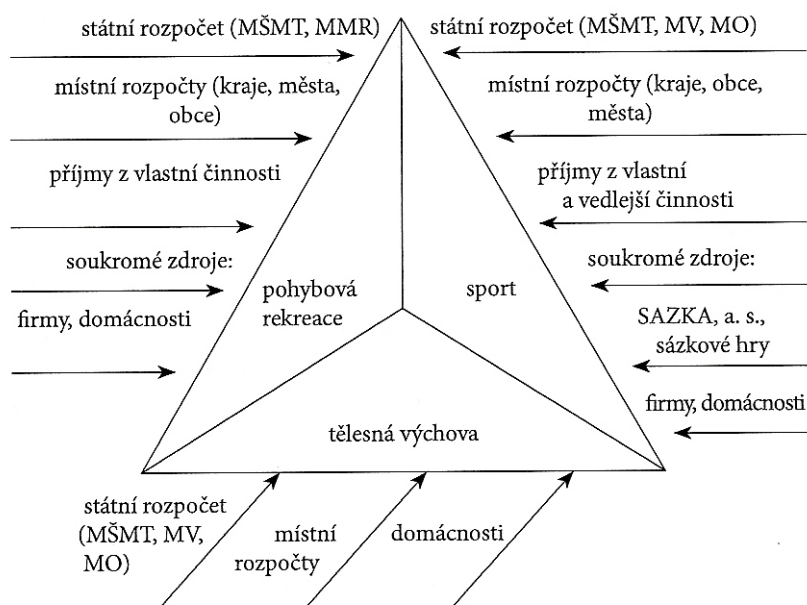 státní rozpočet (MŠMT, MMR)
místní rozpočty (kraje, města,
obce)
příjmy z vlastní činnosti
soukromé zdroje:
firmy, domácnosti
státní rozpočet (MŠMT, MV, MO)
místní rozpočty (kraje, obce,
města)
příjmy z vlastní
a vedlejší činnosti
soukromé zdroje:
SAZKA, a. s.,
sázkové hry
firmy, domácnosti
pohybová
rekreace
sport
tělesná výchova
státní rozpočet
(MŠMT, MV,
MO)
místní
rozpočty
domácnosti